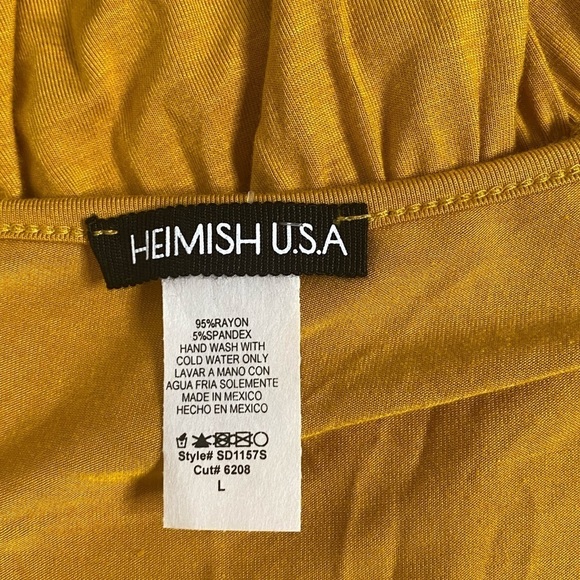 HEIMISH U.S.A
95%RAYON
5%SPANDEX
HAND WASH WITH
COLD WATER ONLY
LAVAR A MANO CON
AGUA FRIA SOLEMENTE
MADE IN MEXICO
HECHO EN MEXICO
Style# SD1157S
Cut# 6208
L